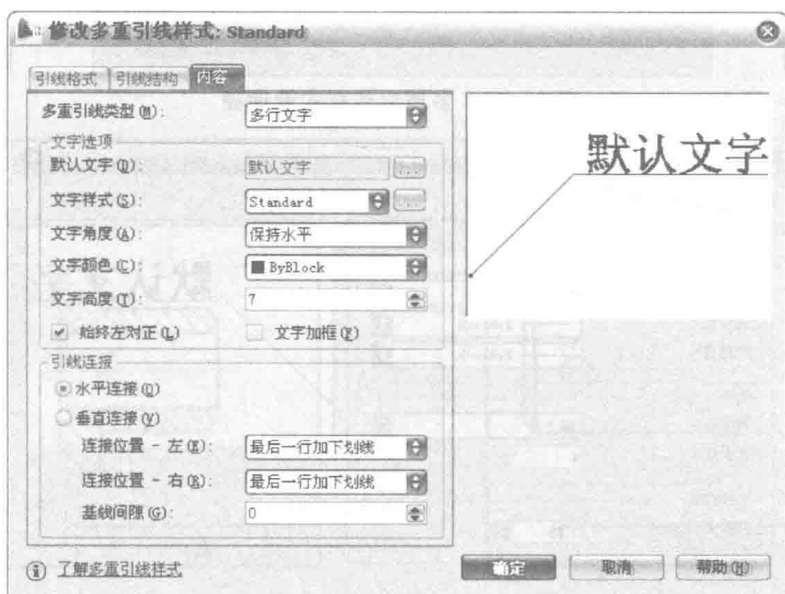 修改多重引线样式: Standard
引线格式 引线结构 内容
多重引线类型(M): 多行文字
文字选项
默认文字(D): 默认文字 ...
文字样式(S): Standard ...
文字角度(A): 保持水平
文字颜色(C): ByBlock
文字高度(T): 7
始终左对正(L) 文字加框(F)
引线连接
水平连接(O)
垂直连接(V)
连接位置 - 左(E): 最后一行加下划线
连接位置 - 右(R): 最后一行加下划线
基线间隙(G): 0
默认文字
了解多重引线样式
确定 取消 帮助(H)